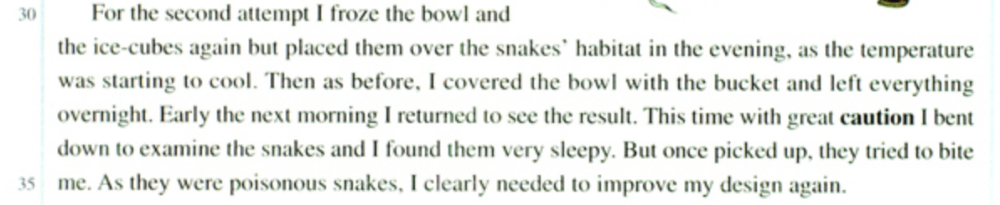 30 For the second attempt I froze the bowl and
the ice-cubes again but placed them over the snakes' habitat in the evening, as the temperature
was starting to cool. Then as before, I covered the bowl with the bucket and left everything
overnight. Early the next morning I returned to see the result. This time with great caution I bent
down to examine the snakes and I found them very sleepy. But once picked up, they tried to bite
35 me. As they were poisonous snakes, I clearly needed to improve my design again.